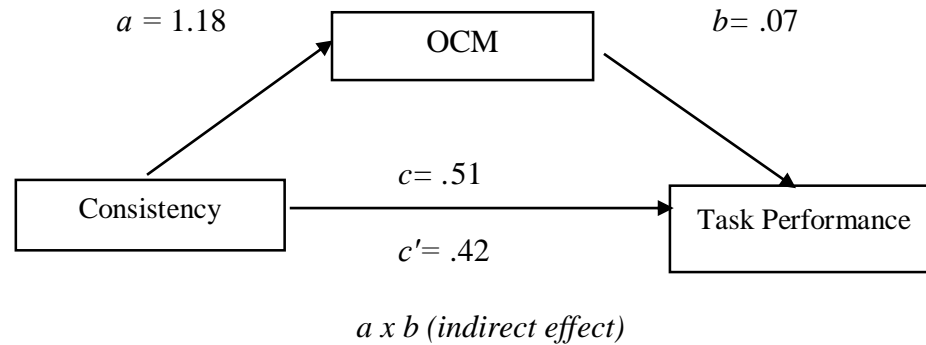 a = 1.18
b= .07
OCM
c= .51
Consistency
Task Performance
c'= .42
a x b (indirect effect)